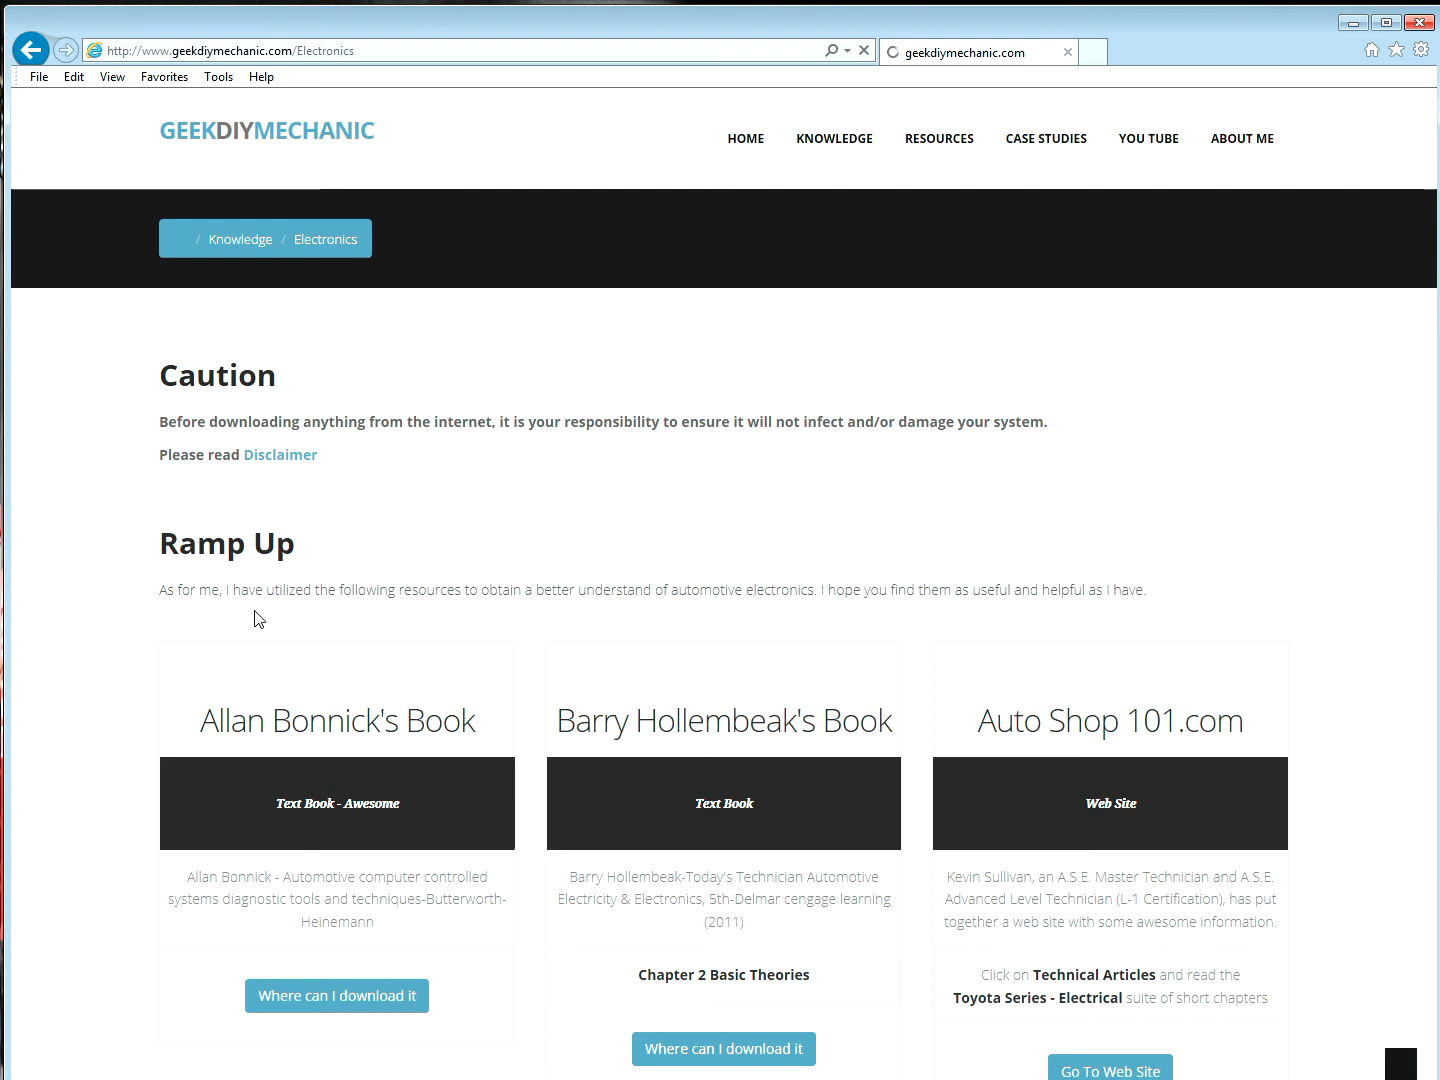 http://www.geekdiymechanic.com/Electronics
geekdiymechanic.com
File Edit View Favorites Tools Help
GEEKDIYMECHANIC
HOME KNOWLEDGE RESOURCES CASE STUDIES YOU TUBE ABOUT ME
/ Knowledge / Electronics
Caution
Before downloading anything from the internet, it is your responsibility to ensure it will not infect and/or damage your system.
Please read Disclaimer
Ramp Up
As for me, I have utilized the following resources to obtain a better understand of automotive electronics. I hope you find them as useful and helpful as I have.
Allan Bonnick's Book
Text Book - Awesome
Allan Bonnick - Automotive computer controlled
systems diagnostic tools and techniques-Butterworth-
Heinemann
Where can I download it
Barry Hollembeak's Book
Text Book
Barry Hollembeak-Today's Technician Automotive
Electricity & Electronics, 5th-Delmar cengage learning
(2011)
Chapter 2 Basic Theories
Where can I download it
Auto Shop 101.com
Web Site
Kevin Sullivan, an A.S.E. Master Technician and A.S.E.
Advanced Level Technician (L-1 Certification), has put
together a web site with some awesome information.
Click on Technical Articles and read the
Toyota Series - Electrical suite of short chapters
Go To Web Site